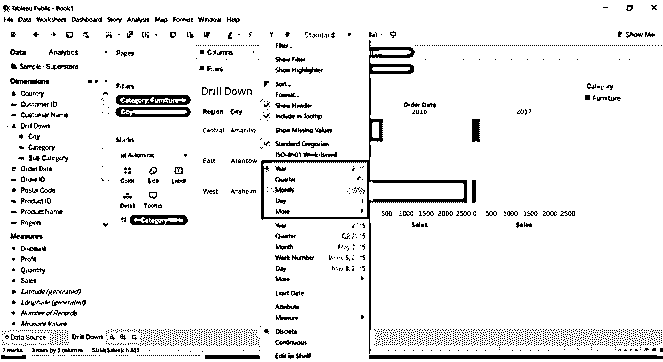 Tableau Public - Book1
File Data Worksheet Dashboard Story Analysis Map Format Window Help
Standard
Show Me
Data Analytics
Pages
Columns
Rows
Sample - Superstore
Dimensions
Country
Customer ID
Customer Name
Drill Down
City
Category
Sub-Category
Order Date
Order ID
Postal Code
Product ID
Product Name
Region
Measures
Discount
Profit
Quantity
Sales
Latitude (generated)
Longitude (generated)
Number of Records
Measure Values
Filters
Category: Furniture
City
Marks
Automatic
Color
Label
Detail
Tooltip
Category
Drill Down
Region City
Central Amarillo
East Allentown
West Anaheim
Filter...
Show Filter
Show Highlighter
Sort...
Format...
Show Header
Include in Tooltip
Show Missing Values
Standard Gregorian
ISO-8601 Week-Based
Year
Quarter
Month
Day
More
Year
Quarter
Month
Week Number
Day
More
Exact Date
Attribute
Measure
Discrete
Continuous
Edit in Shelf
Order Date
2016 2017
500 1000 1500 2000 2500
Sales
0 500 1000 1500 2000 2500
Sales
Category
Furniture
Data Source
Drill Down